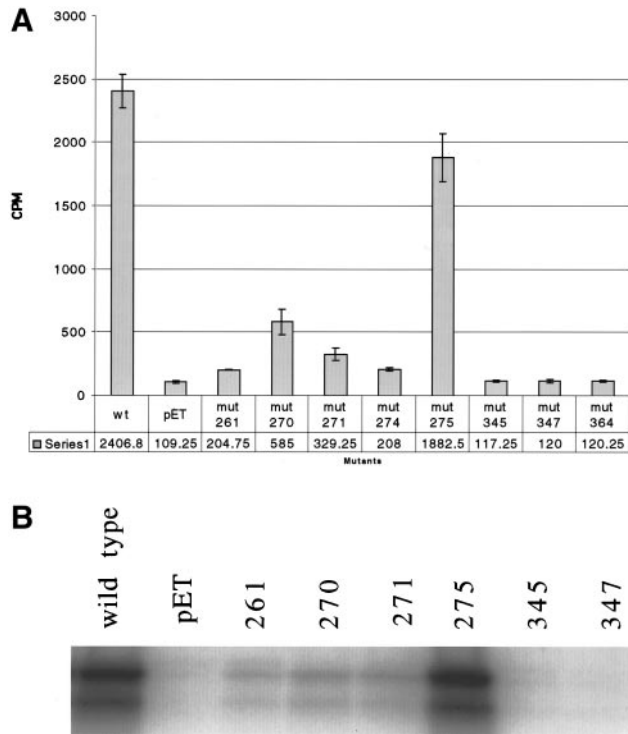 A
3000
2500
2000
1500
1000
500
0
CPM
wt pET mut 261 mut 270 mut 271 mut 274 mut 275 mut 345 mut 347 mut 364
Series1 2406.8 109.25 204.75 585 329.25 208 1882.5 117.25 120 120.25
Mutants
B
wild type pET 261 270 271 275 345 347